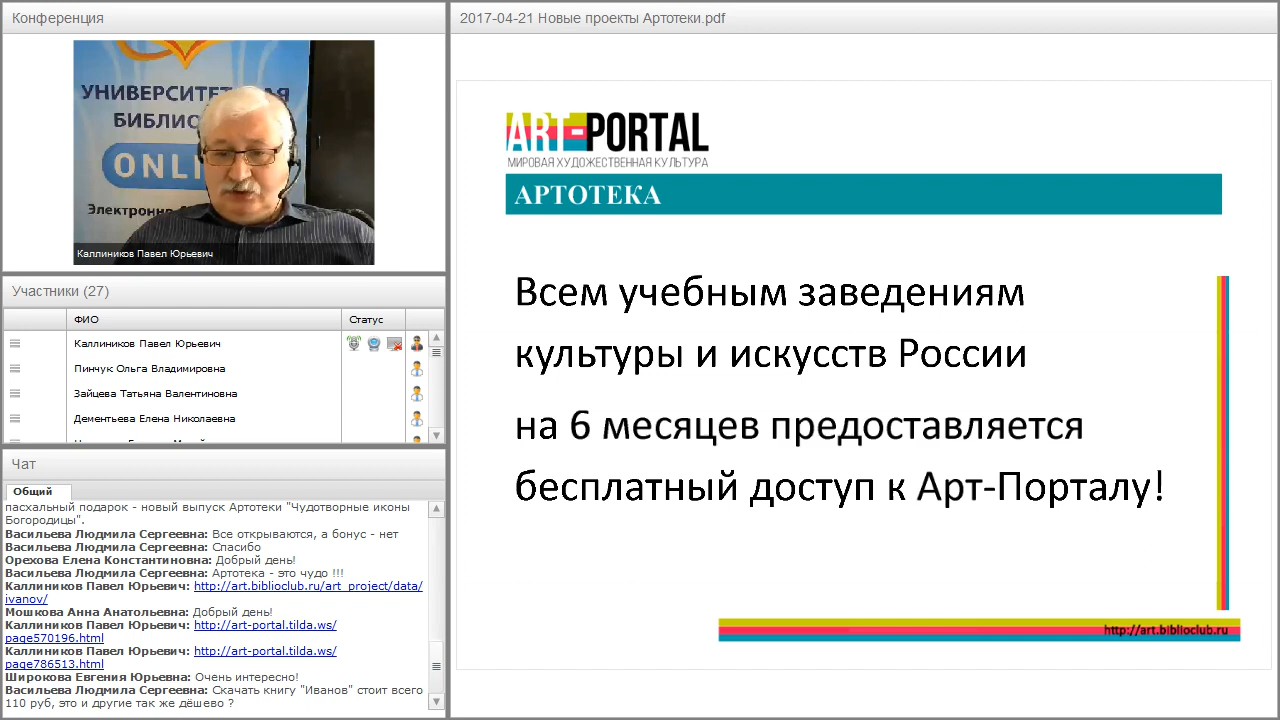 Конференция
УНИВЕРСИТЕТСКАЯ
ONLI
Каллиников Павел Юрьевич
Участники (27)
ФИО Статус
Каллиников Павел Юрьевич
Пинчук Ольга Владимировна
Зайцева Татьяна Валентиновна
Дементьева Елена Николаевна
Чат
Общий
пасхальный подарок - новый выпуск Артотеки "Чудотворные иконы
Богородицы".
Васильева Людмила Сергеевна: Все открываются, а бонус - нет
Васильева Людмила Сергеевна: Спасибо
Орехова Елена Константиновна: Добрый день!
Васильева Людмила Сергеевна: Артотека - это чудо !!!
Каллиников Павел Юрьевич: http://art.biblioclub.ru/art_project/data/
ivanov/
Мошкова Анна Анатольевна: Добрый день!
Каллиников Павел Юрьевич: http://art-portal.tilda.ws/
page570196.html
Каллиников Павел Юрьевич: http://art-portal.tilda.ws/
page786513.html
Широкова Евгения Юрьевна: Очень интересно!
Васильева Людмила Сергеевна: Скачать книгу "Иванов" стоит всего
110 руб, это и другие так же дёшево ?
2017-04-21 Новые проекты Артотеки.pdf
ART-PORTAL
МИРОВАЯ ХУДОЖЕСТВЕННАЯ КУЛЬТУРА
АРТОТЕКА
Всем учебным заведениям
культуры и искусств России
на 6 месяцев предоставляется
бесплатный доступ к Арт-Порталу!
http://art.biblioclub.ru